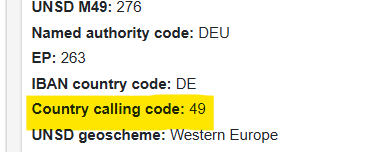 UNSD M49: 276
Named authority code: DEU
EP: 263
IBAN country code: DE
Country calling code: 49
UNSD geoscheme: Western Europe